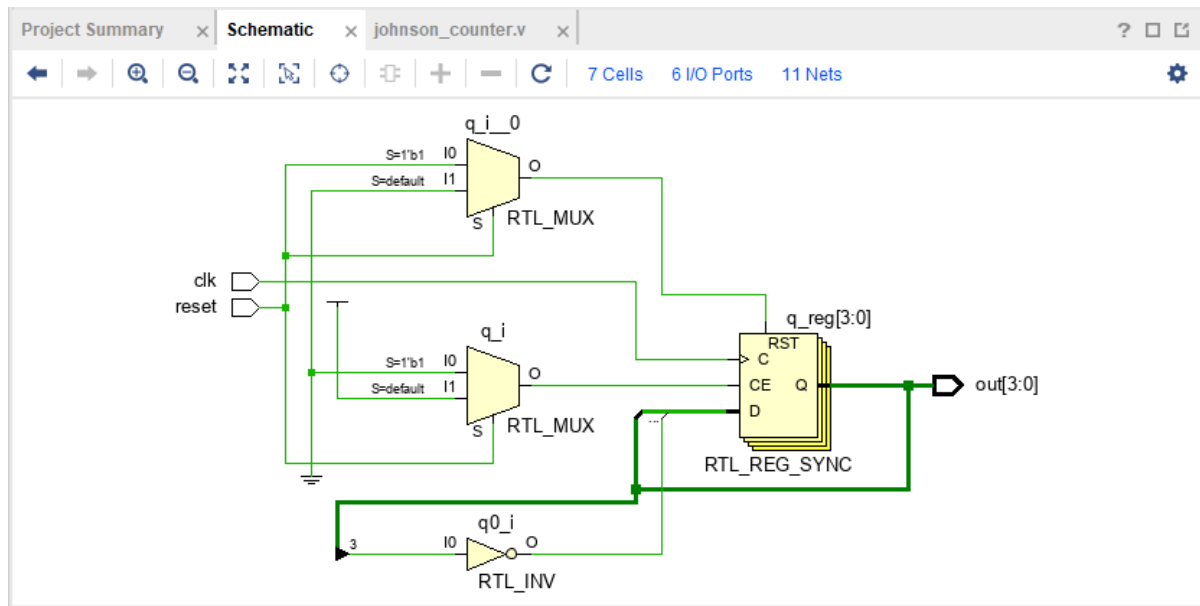 Project Summary × Schematic × johnson_counter.v × ?
7 Cells 6 I/O Ports 11 Nets
q_i__0
S=1'b1 I0 O
S=default I1
S RTL_MUX
clk
reset
q_i
S=1'b1 I0 O
S=default I1
S RTL_MUX
q_reg[3:0]
RST
C
CE Q
D
out[3:0]
...
RTL_REG_SYNC
q0_i
3 I0 O
RTL_INV